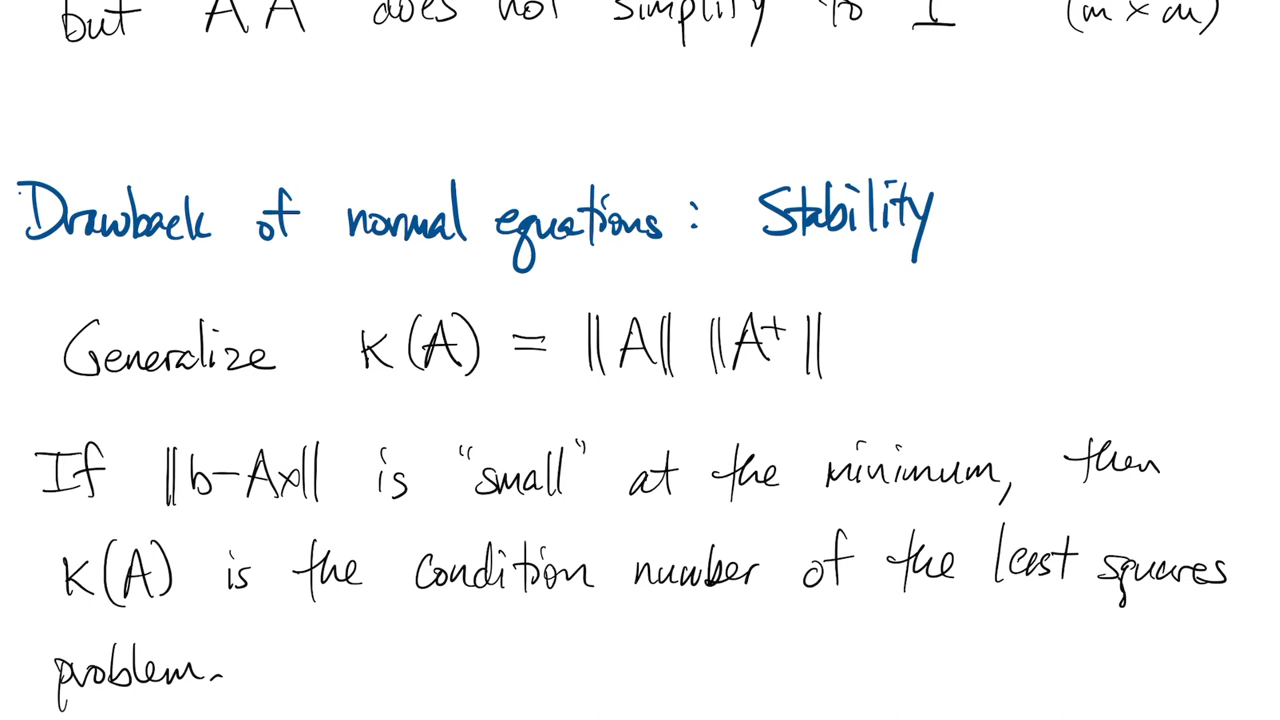 but A A does not simplify to I (m × m)
Drawback of normal equations: Stability
Generalize κ(A) = ‖A‖ ‖A⁺‖
If ‖b-Ax‖ is "small" at the minimum, then
κ(A) is the condition number of the least squares
problem.